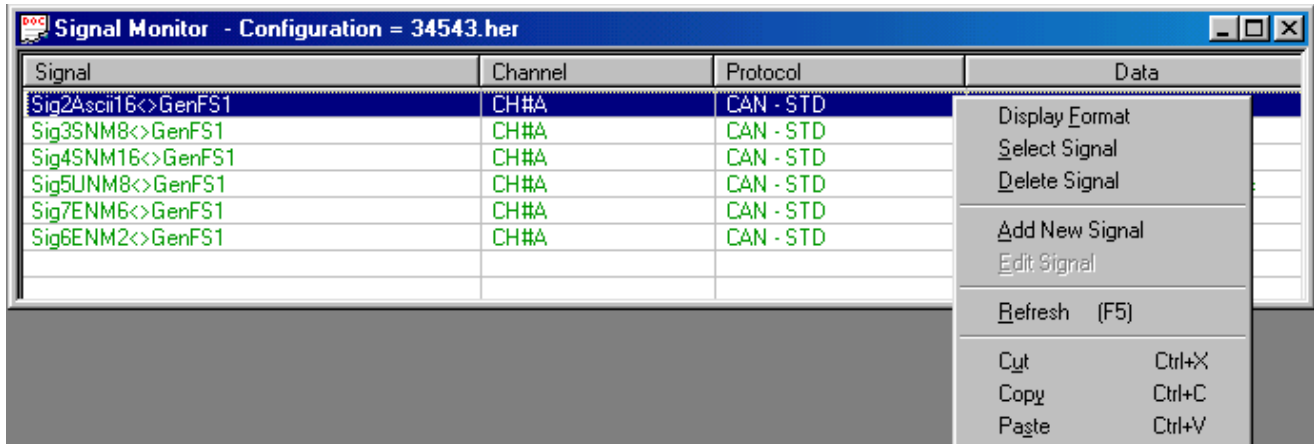 Signal Monitor - Configuration = 34543.her
Signal Channel Protocol Data
Sig2Ascii16<>GenFS1 CH#A CAN - STD
Sig3SNM8<>GenFS1 CH#A CAN - STD
Sig4SNM16<>GenFS1 CH#A CAN - STD
Sig5UNM8<>GenFS1 CH#A CAN - STD
Sig7ENM6<>GenFS1 CH#A CAN - STD
Sig6ENM2<>GenFS1 CH#A CAN - STD
Display Format
Select Signal
Delete Signal
Add New Signal
Edit Signal
Refresh (F5)
Cut Ctrl+X
Copy Ctrl+C
Paste Ctrl+V